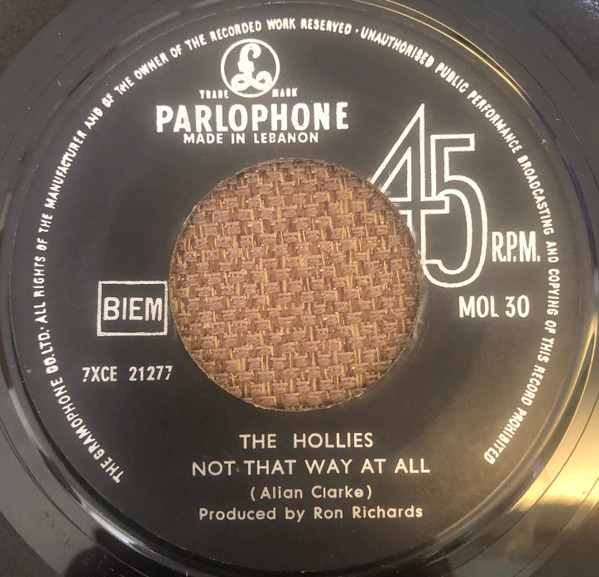 THE GRAMOPHONE CO. LTD. · ALL RIGHTS OF THE MANUFACTURER AND OF THE OWNER OF THE RECORDED WORK RESERVED · UNAUTHORISED PUBLIC PERFORMANCE BROADCASTING AND COPYING OF THIS RECORD PROHIBITED
£
TRADE MARK
PARLOPHONE
MADE IN LEBANON
45 R.P.M.
BIEM
MOL 30
7XCE 21277
THE HOLLIES
NOT THAT WAY AT ALL
(Allan Clarke)
Produced by Ron Richards